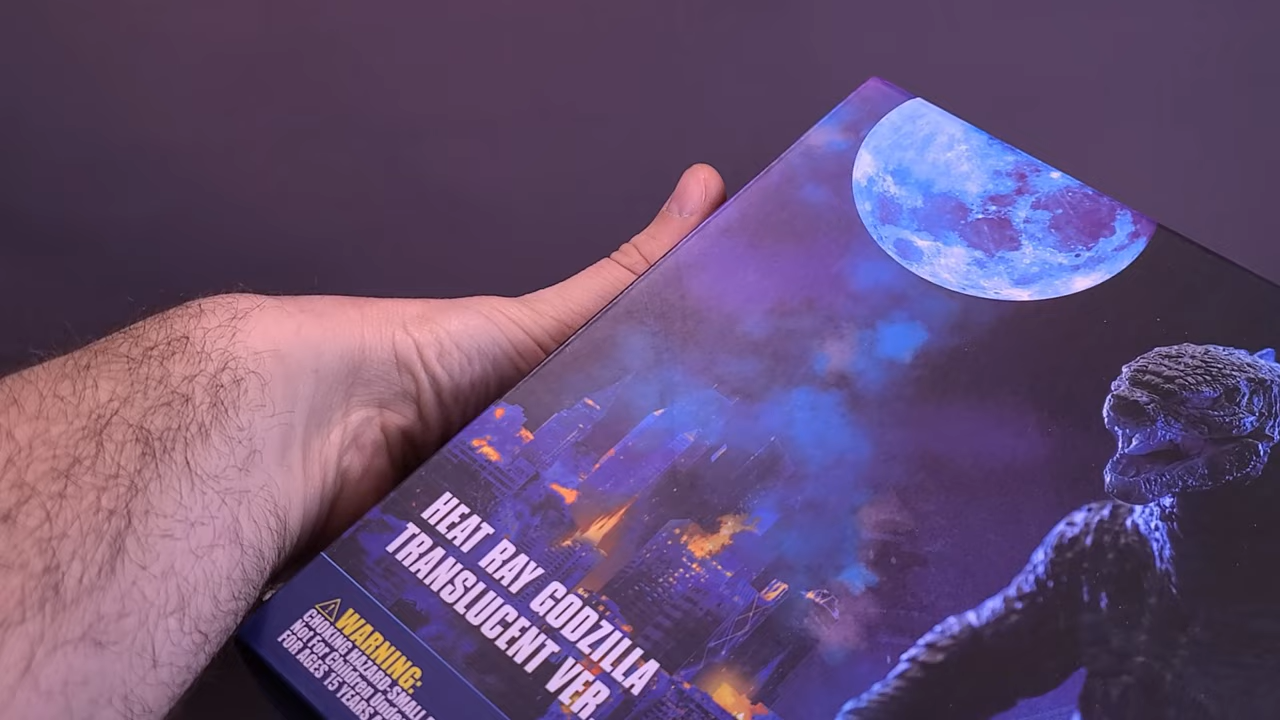 HEAT RAY GODZILLA
TRANSLUCENT VER.
WARNING:
CHOKING HAZARD-SMALL
Not For Children Under
FOR AGES 15 YEARS